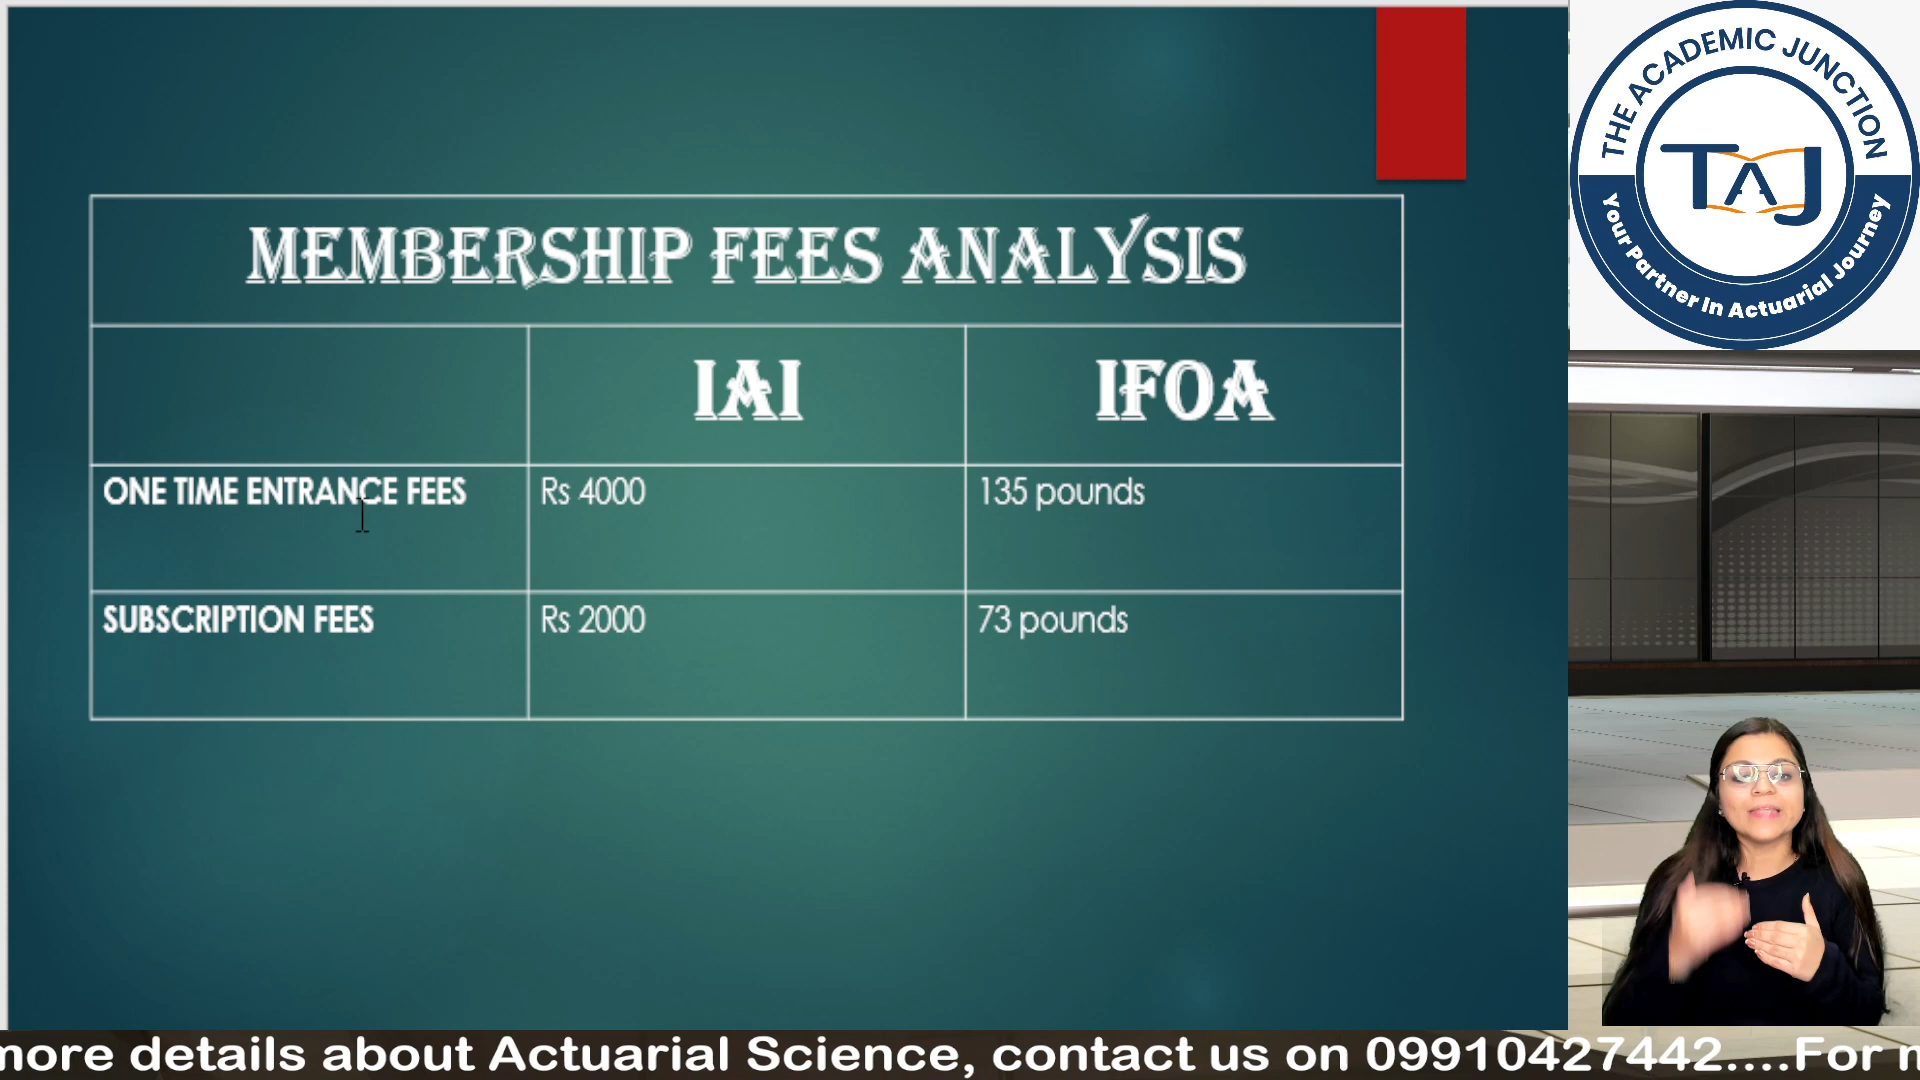 THE ACADEMIC JUNCTION
TAJ
Your Partner In Actuarial Journey
MEMBERSHIP FEES ANALYSIS
IAI IFOA
ONE TIME ENTRANCE FEES Rs 4000 135 pounds
SUBSCRIPTION FEES Rs 2000 73 pounds
more details about Actuarial Science, contact us on 09910427442....For